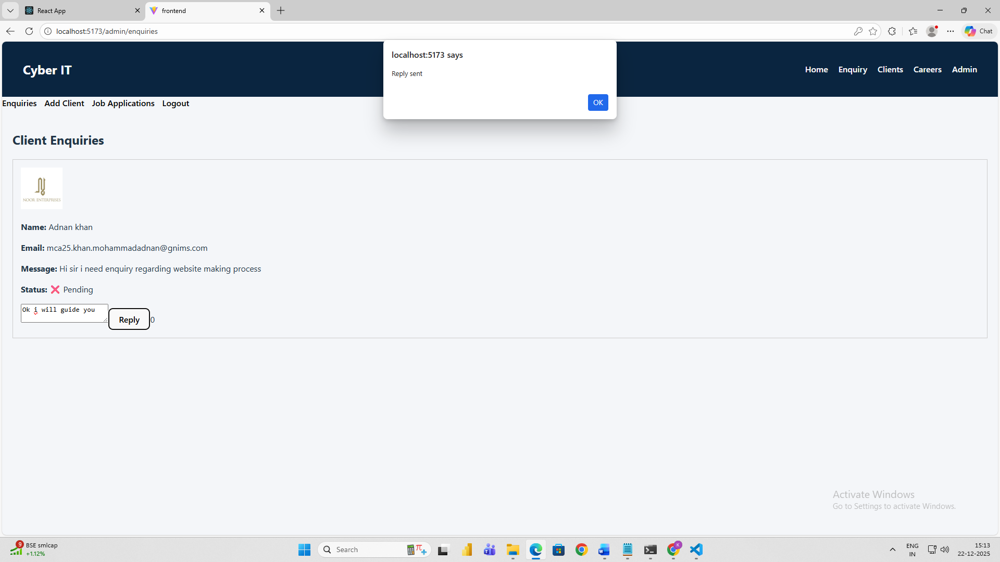 React App
frontend
localhost:5173/admin/enquiries
Chat
localhost:5173 says
Reply sent
OK
Cyber IT
Home Enquiry Clients Careers Admin
Enquiries Add Client Job Applications Logout
Client Enquiries
NOOR ENTERPRISES
Name: Adnan khan
Email: mca25.khan.mohammadadnan@gnims.com
Message: Hi sir i need enquiry regarding website making process
Status: ❌ Pending
Ok i will guide you
Reply 0
Activate Windows
Go to Settings to activate Windows.
9
BSE smlcap
+1.12%
Search
K
ENG
IN
15:13
22-12-2025